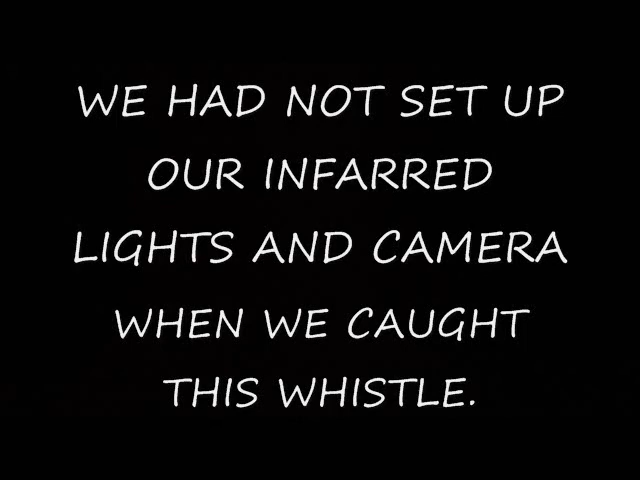 WE HAD NOT SET UP
OUR INFARRED
LIGHTS AND CAMERA
WHEN WE CAUGHT
THIS WHISTLE.